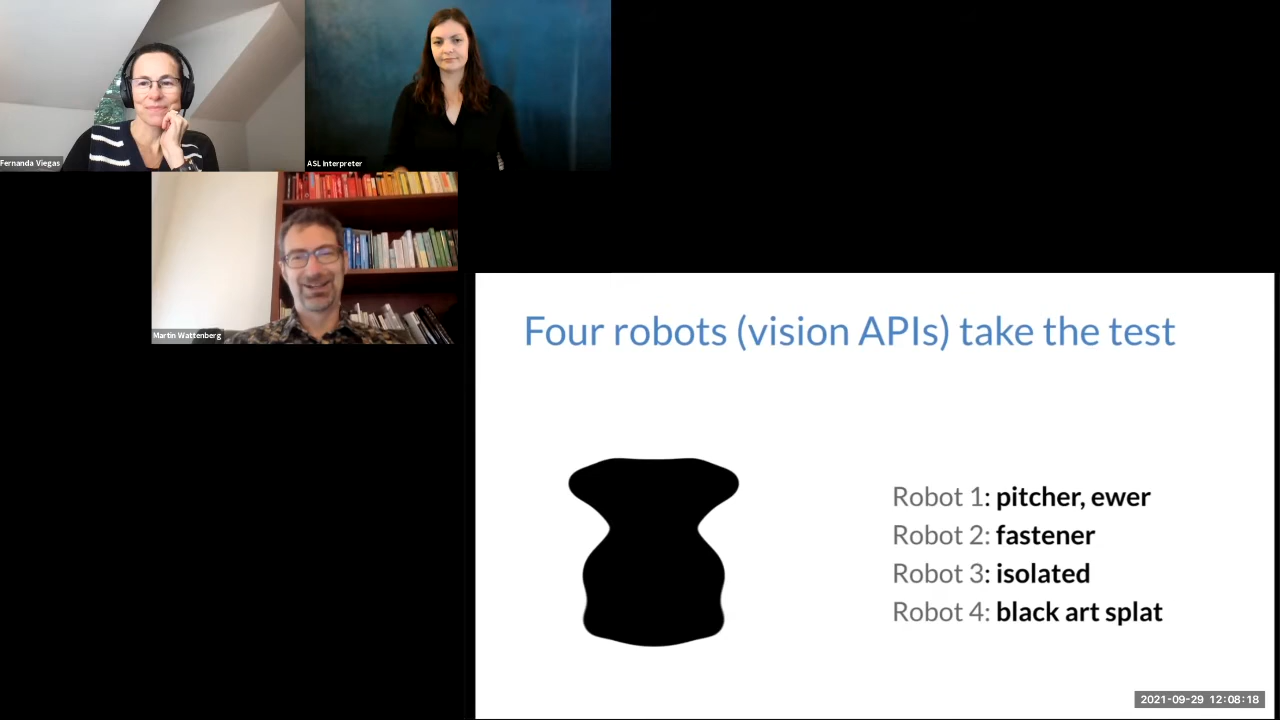 Fernanda Viegas
ASL Interpreter
Martin Wattenberg
Four robots (vision APIs) take the test
Robot 1: pitcher, ewer
Robot 2: fastener
Robot 3: isolated
Robot 4: black art splat
2021-09-29 12:08:18